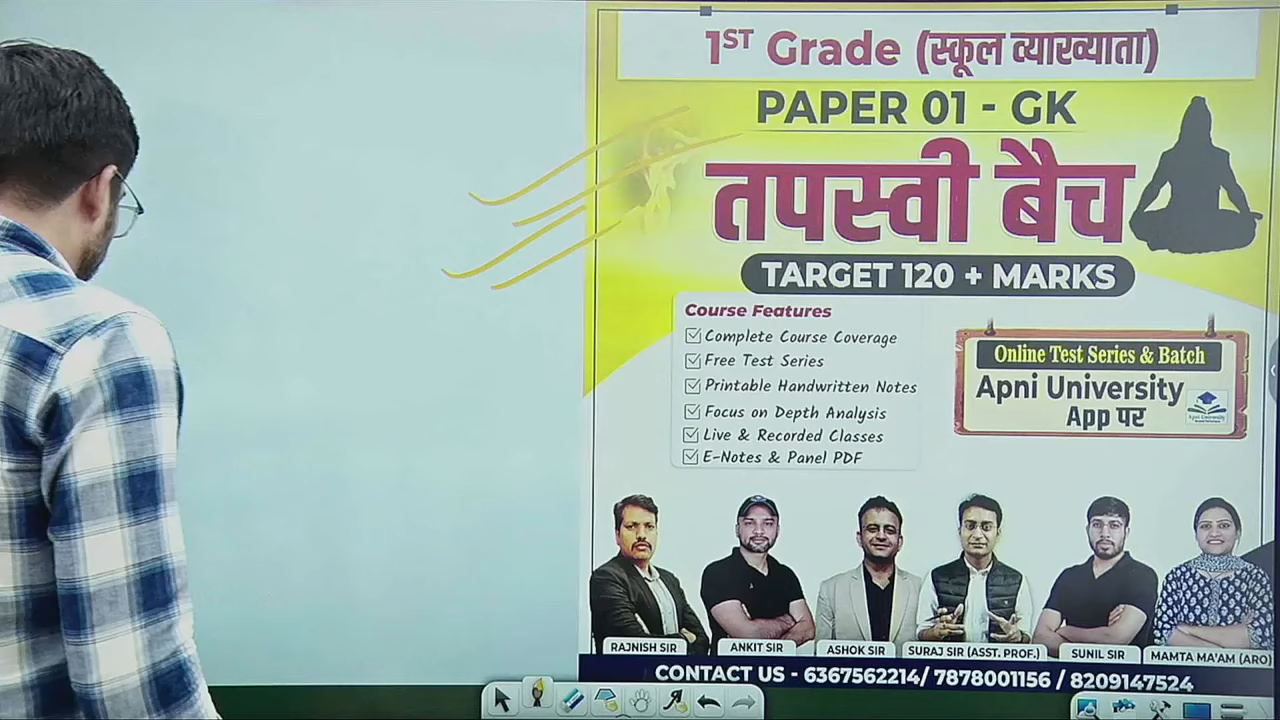 1ST Grade (स्कूल व्याख्याता)
PAPER 01 - GK
तपस्वी बैच
TARGET 120 + MARKS
Course Features
Complete Course Coverage
Free Test Series
Printable Handwritten Notes
Focus on Depth Analysis
Live & Recorded Classes
E-Notes & Panel PDF
Online Test Series & Batch
Apni University
App पर
Apni University
RAJNISH SIR
ANKIT SIR
ASHOK SIR
SURAJ SIR (ASST. PROF.)
SUNIL SIR
MAMTA MA'AM (ARO)
CONTACT US - 6367562214/ 7878001156 / 8209147524